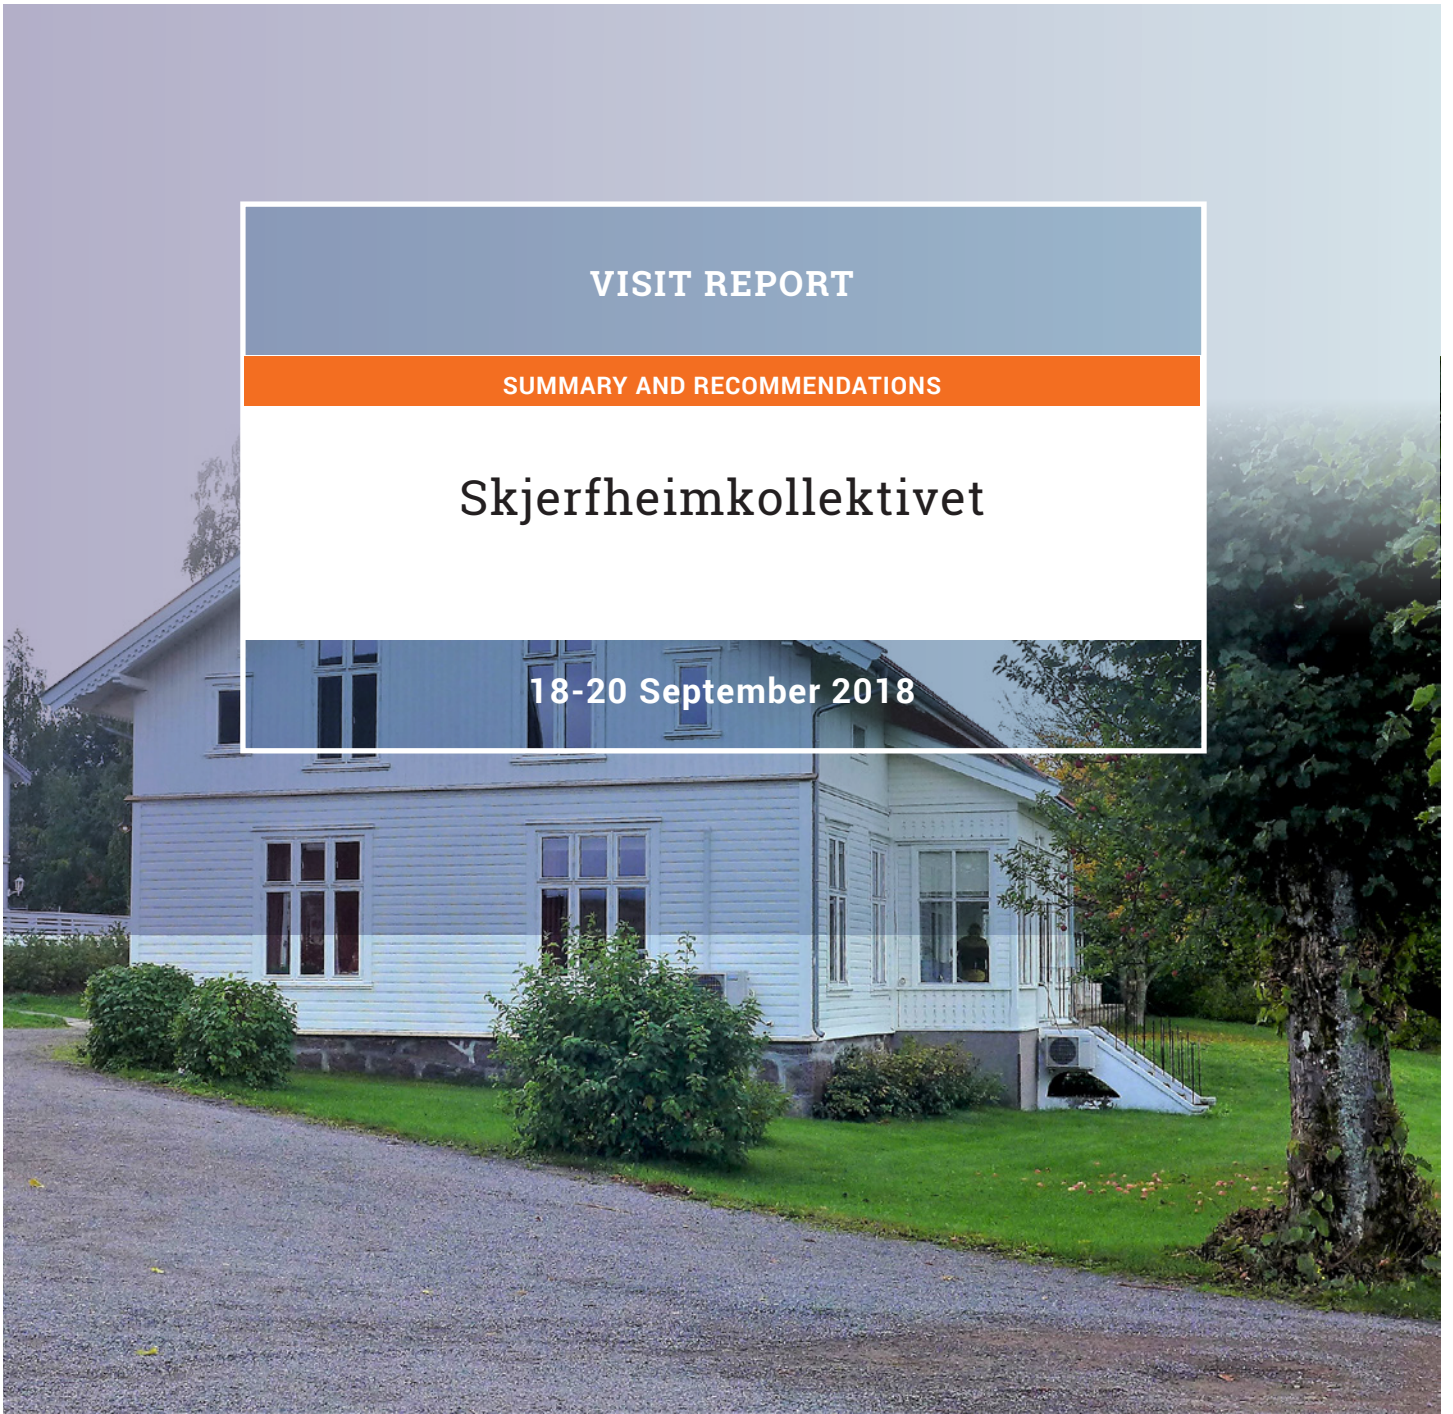 VISIT REPORT
SUMMARY AND RECOMMENDATIONS
Skjerfheimkollektivet
18-20 September 2018